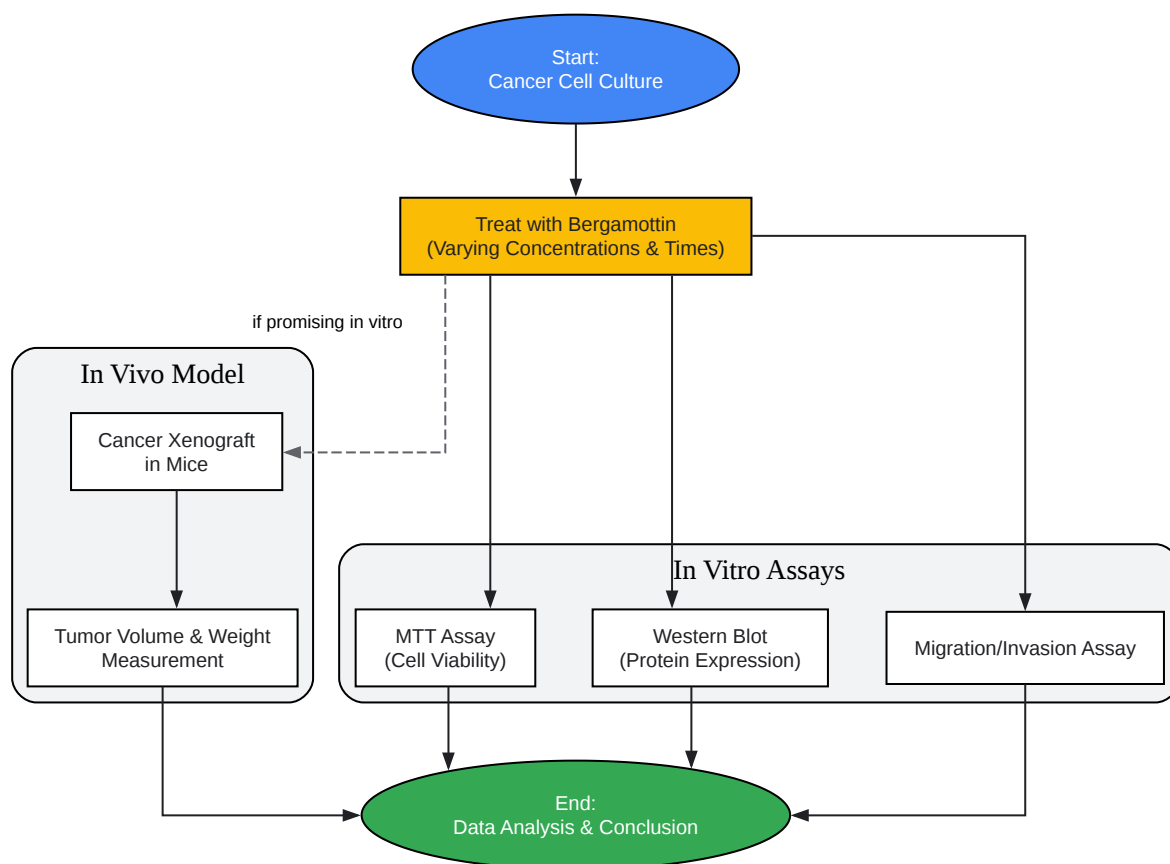 Start:
Cancer Cell Culture
Treat with Bergamottin
(Varying Concentrations & Times)
if promising in vitro
In Vivo Model
Cancer Xenograft
in Mice
Tumor Volume & Weight
Measurement
In Vitro Assays
MTT Assay
(Cell Viability)
Western Blot
(Protein Expression)
Migration/Invasion Assay
End:
Data Analysis & Conclusion